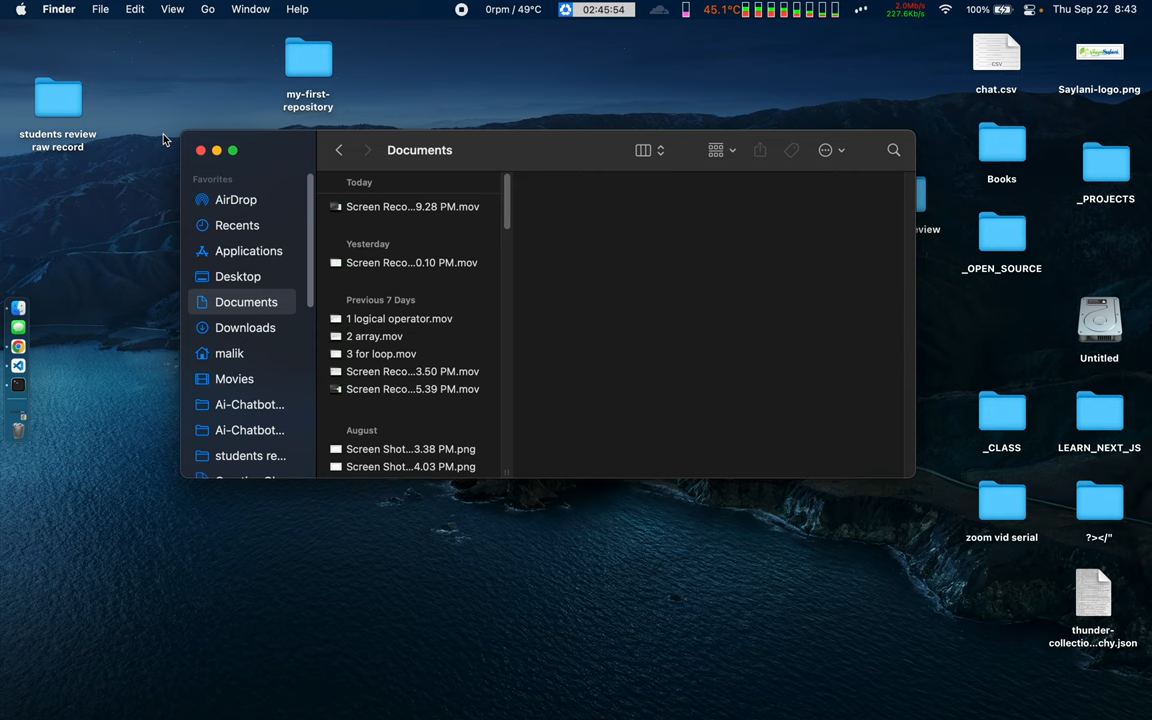 Finder File Edit View Go Window Help 0rpm / 49°C 02:45:54 45.1°C 2.0Mb/s 227.6Kb/s 100% Thu Sep 22 8:43
students review
raw record
my-first-
repository
chat.csv
Saylani-logo.png
Books
_PROJECTS
eview
_OPEN_SOURCE
Untitled
_CLASS
LEARN_NEXT_JS
zoom vid serial
?></"
thunder-
collectio...chy.json
CSV
Documents
Favorites
AirDrop
Recents
Applications
Desktop
Documents
Downloads
malik
Movies
Ai-Chatbot...
Ai-Chatbot...
students re...
Today
Screen Reco...9.28 PM.mov
Yesterday
Screen Reco...0.10 PM.mov
Previous 7 Days
1 logical operator.mov
2 array.mov
3 for loop.mov
Screen Reco...3.50 PM.mov
Screen Reco...5.39 PM.mov
August
Screen Shot...3.38 PM.png
Screen Shot...4.03 PM.png